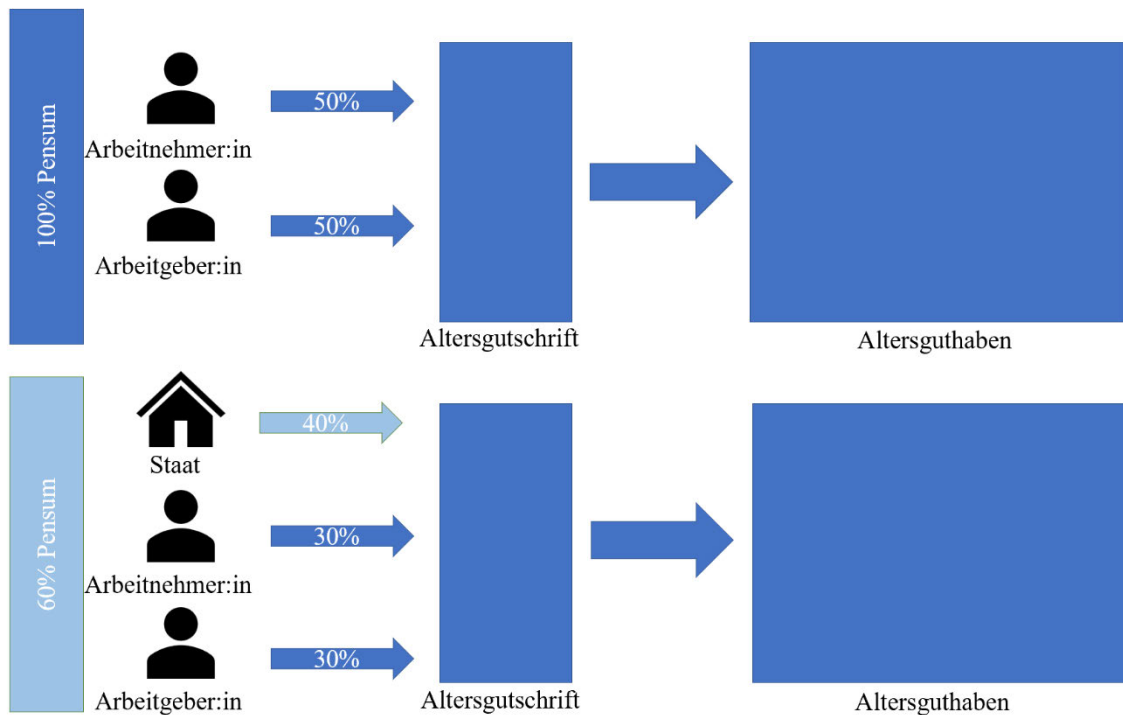 100% Pensum
50%
Arbeitnehmer:in
50%
Arbeitgeber:in
Altersgutschrift
Altersguthaben
60% Pensum
40%
Staat
30%
Arbeitnehmer:in
30%
Arbeitgeber:in
Altersgutschrift
Altersguthaben